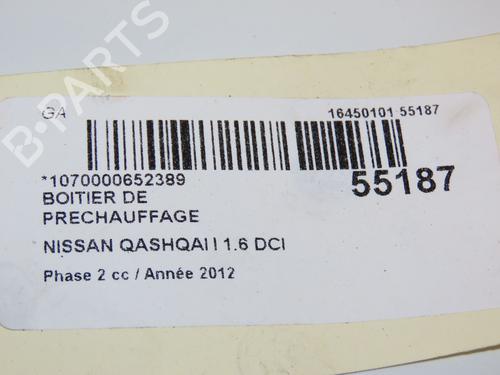 GA
16450101 55187
*1070000652389
55187
BOITIER DE
PRECHAUFFAGE
NISSAN QASHQAI I 1.6 DCI
Phase 2 cc / Année 2012
B-PARTS